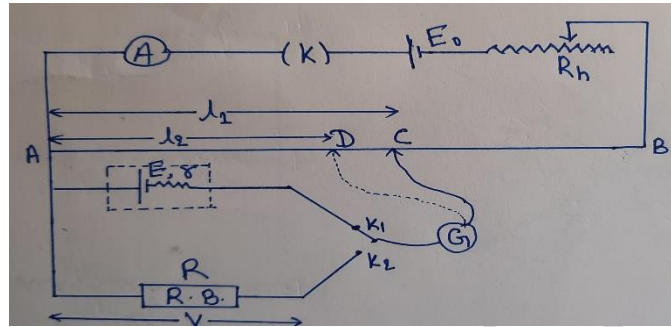 A (K) E₀
Rh
l₁
l₂ D C
A B
E, r
K₁
G
K₂
R
R.B.
V